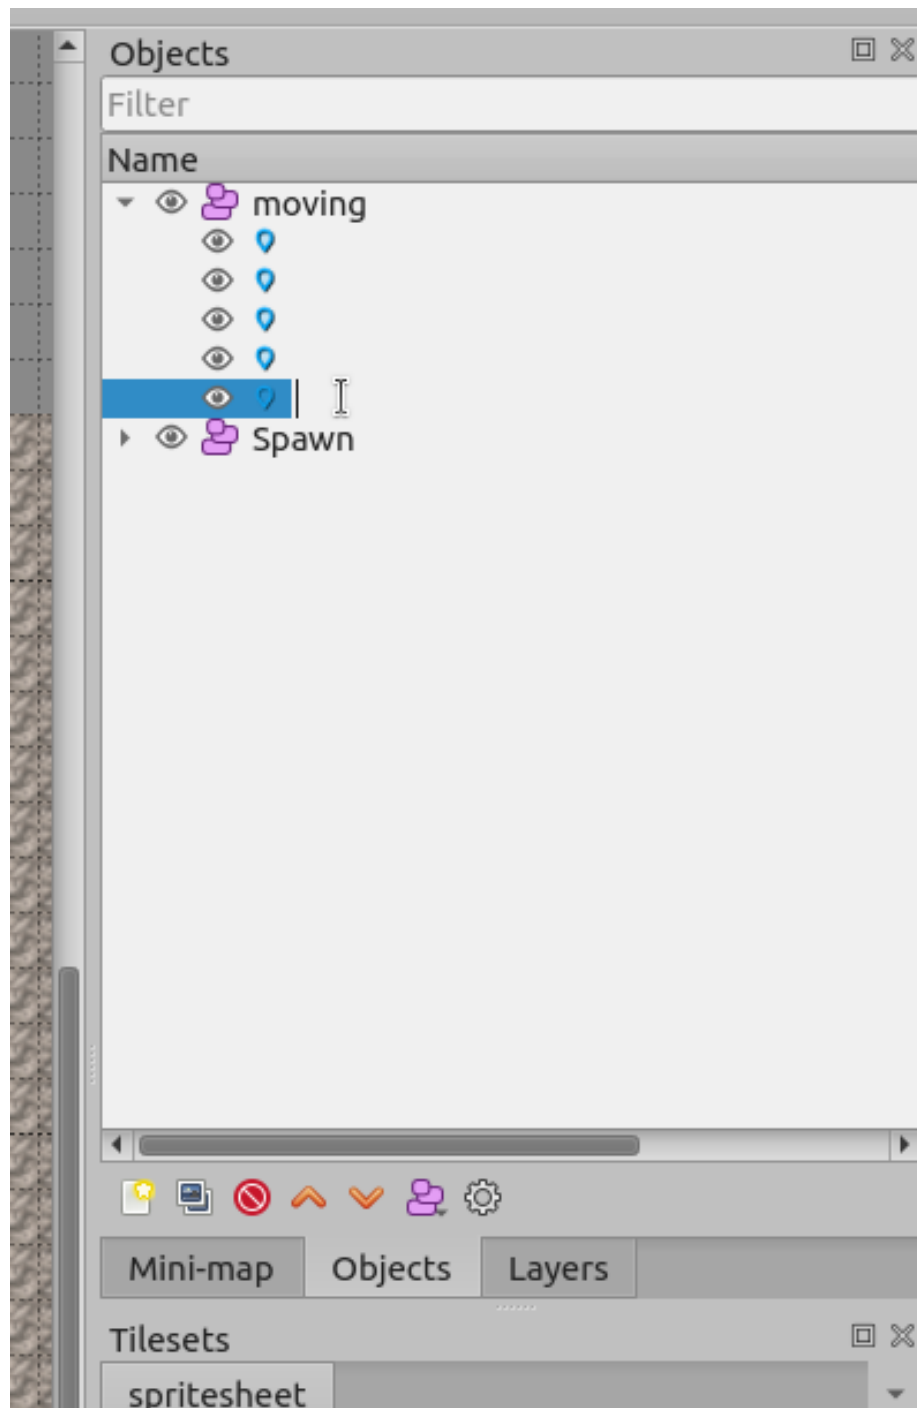 Objects
Filter
Name
moving
Spawn
Mini-map Objects Layers
Tilesets
spritesheet